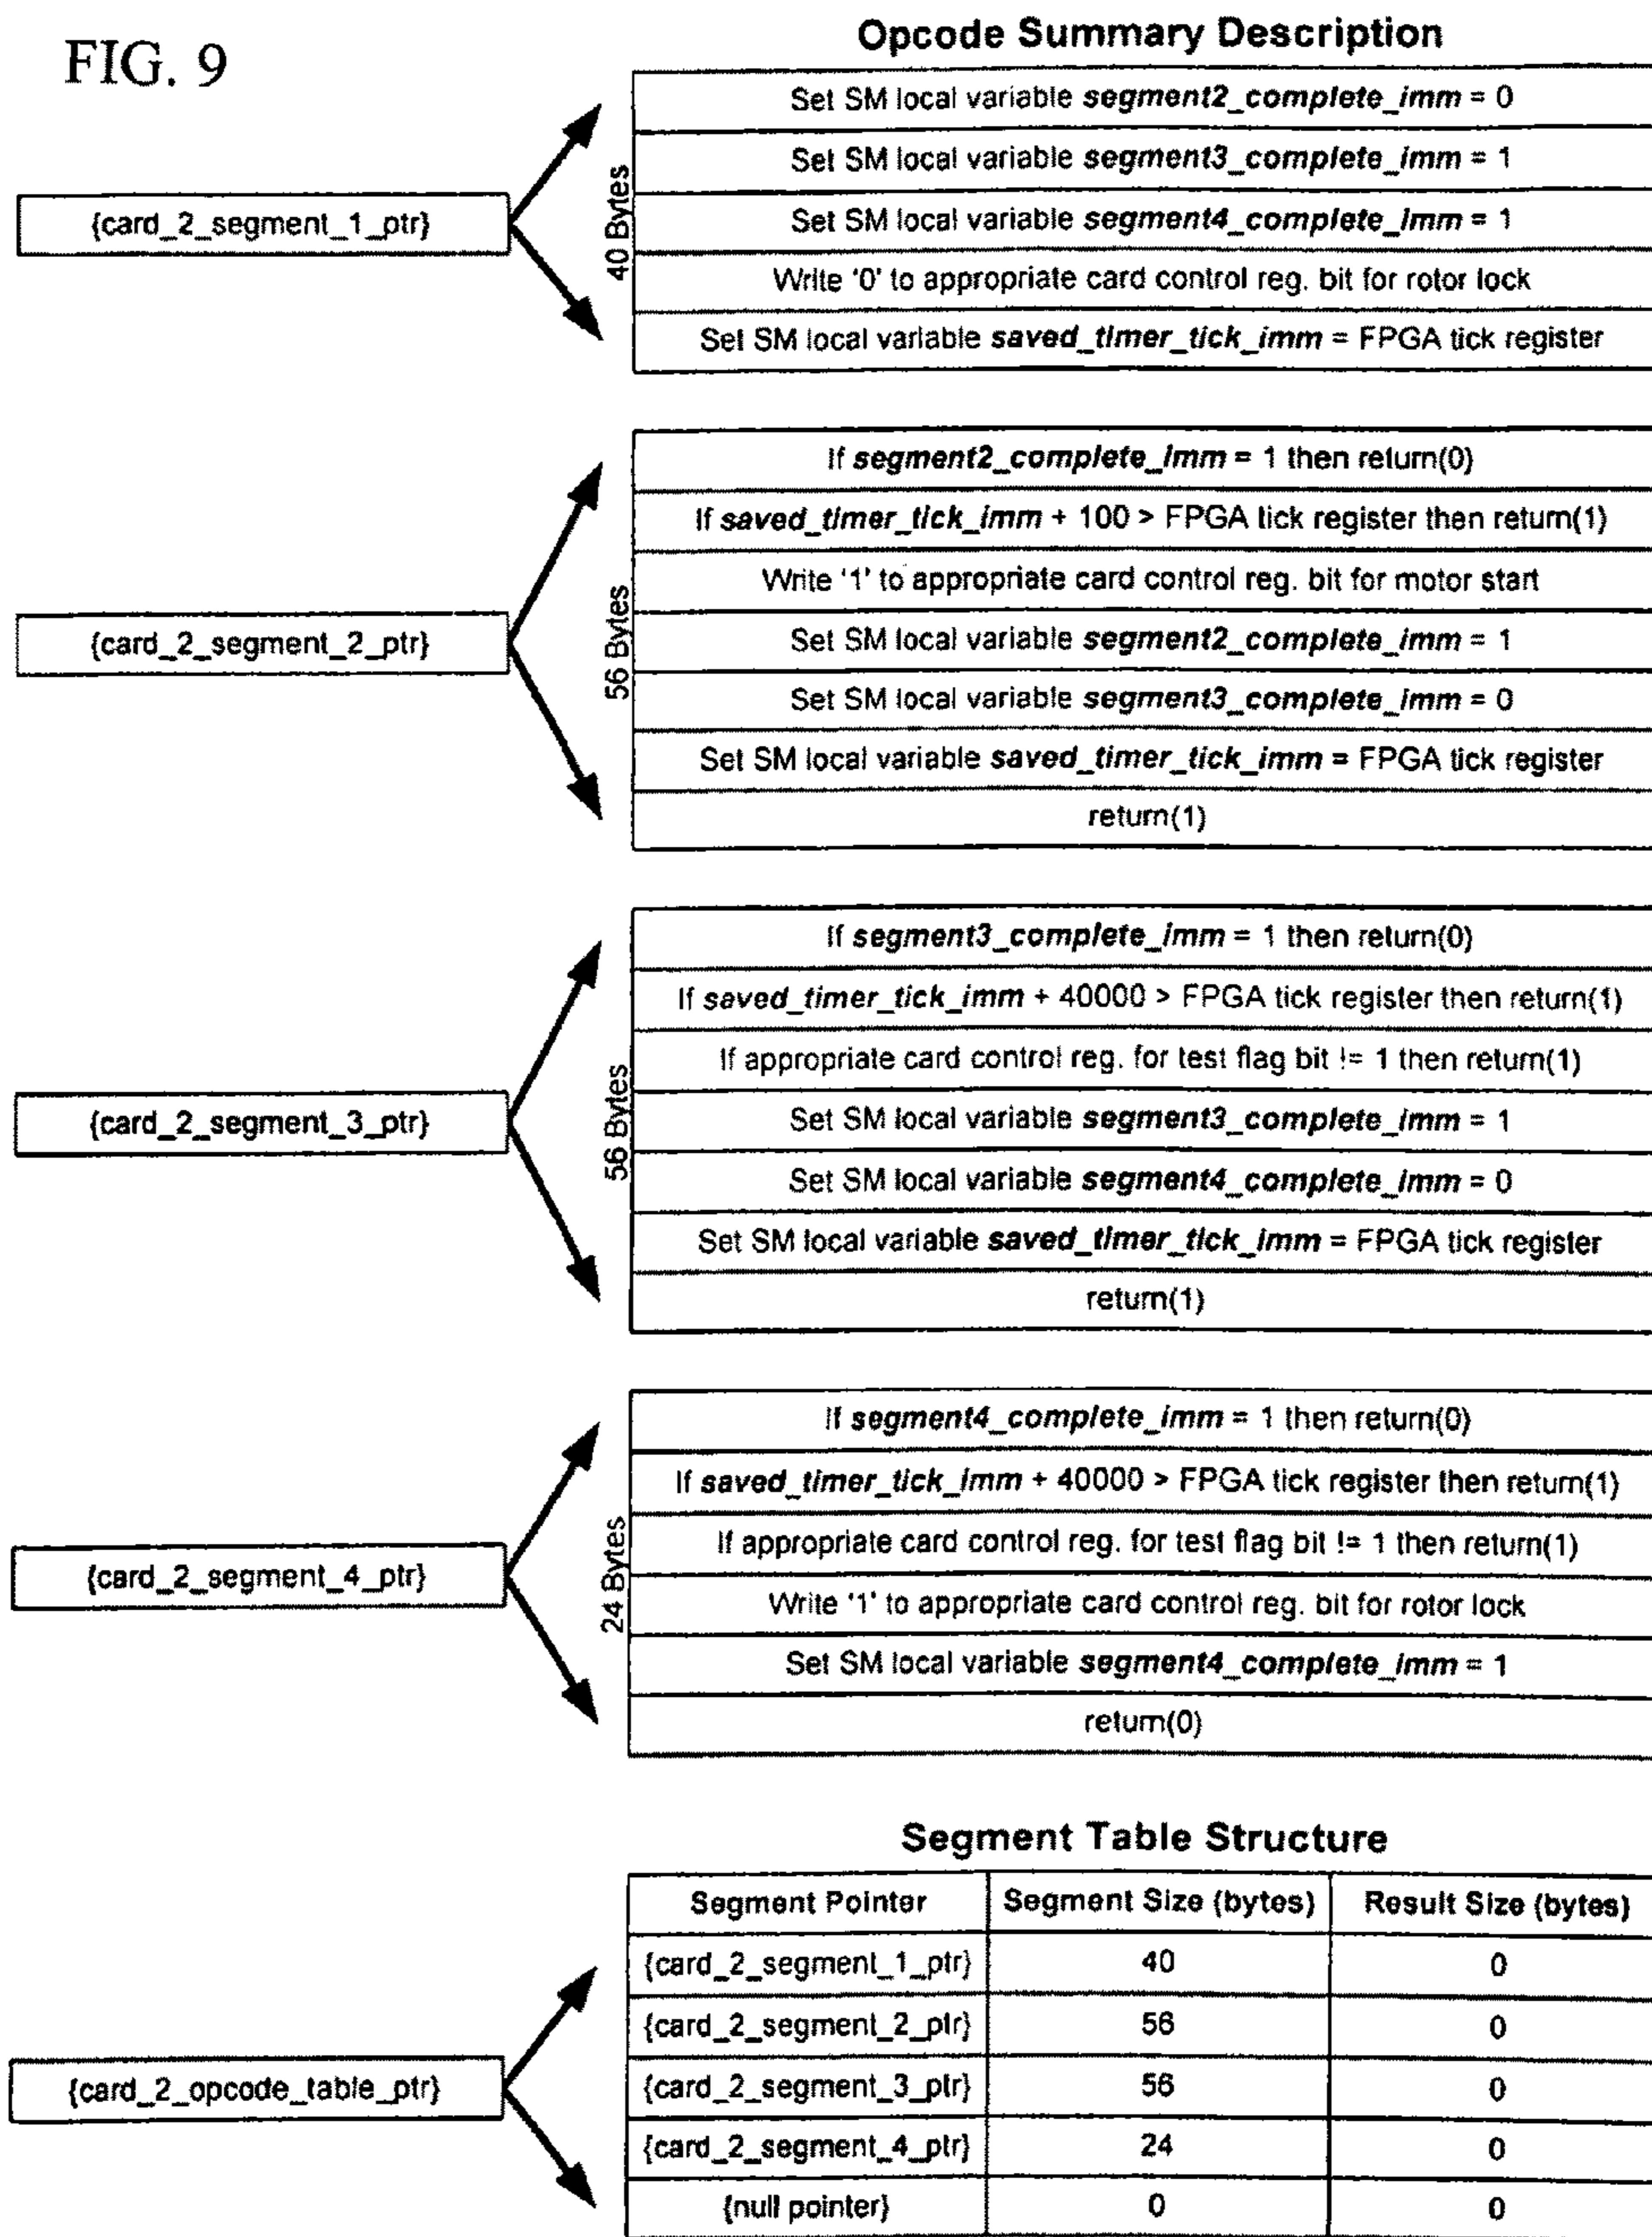 FIG. 9
Opcode Summary Description
{card_2_segment_1_ptr}
40 Bytes
Set SM local variable segment2_complete_imm = 0
Set SM local variable segment3_complete_imm = 1
Set SM local variable segment4_complete_imm = 1
Write '0' to appropriate card control reg. bit for rotor lock
Set SM local variable saved_timer_tick_imm = FPGA tick register
{card_2_segment_2_ptr}
56 Bytes
If segment2_complete_imm = 1 then return(0)
If saved_timer_tick_imm + 100 > FPGA tick register then return(1)
Write '1' to appropriate card control reg. bit for motor start
Set SM local variable segment2_complete_imm = 1
Set SM local variable segment3_complete_imm = 0
Set SM local variable saved_timer_tick_imm = FPGA tick register
return(1)
{card_2_segment_3_ptr}
56 Bytes
If segment3_complete_imm = 1 then return(0)
If saved_timer_tick_imm + 40000 > FPGA tick register then return(1)
If appropriate card control reg. for test flag bit != 1 then return(1)
Set SM local variable segment3_complete_imm = 1
Set SM local variable segment4_complete_imm = 0
Set SM local variable saved_timer_tick_imm = FPGA tick register
return(1)
{card_2_segment_4_ptr}
24 Bytes
If segment4_complete_imm = 1 then return(0)
If saved_timer_tick_imm + 40000 > FPGA tick register then return(1)
If appropriate card control reg. for test flag bit != 1 then return(1)
Write '1' to appropriate card control reg. bit for rotor lock
Set SM local variable segment4_complete_imm = 1
return(0)
Segment Table Structure
{card_2_opcode_table_ptr}
Segment Pointer Segment Size (bytes) Result Size (bytes)
{card_2_segment_1_ptr} 40 0
{card_2_segment_2_ptr} 56 0
{card_2_segment_3_ptr} 56 0
{card_2_segment_4_ptr} 24 0
{null pointer} 0 0